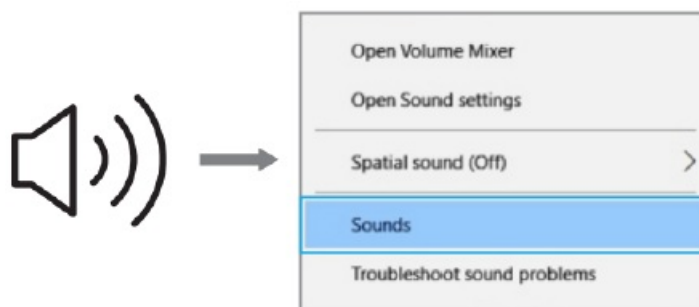 Open Volume Mixer
Open Sound settings
Spatial sound (Off)
Sounds
Troubleshoot sound problems